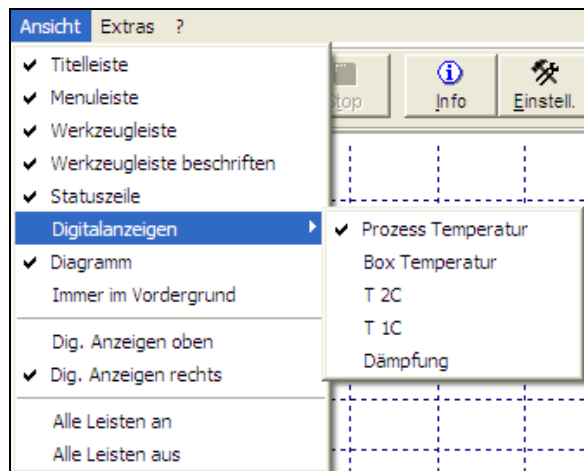 Ansicht Extras ?
Titelleiste
Menuleiste
Werkzeugleiste
Werkzeugleiste beschriften
Statuszeile
Digitalanzeigen
Diagramm
Immer im Vordergrund
Dig. Anzeigen oben
Dig. Anzeigen rechts
Alle Leisten an
Alle Leisten aus
Stop Info Einstell.
Prozess Temperatur
Box Temperatur
T 2C
T 1C
Dämpfung